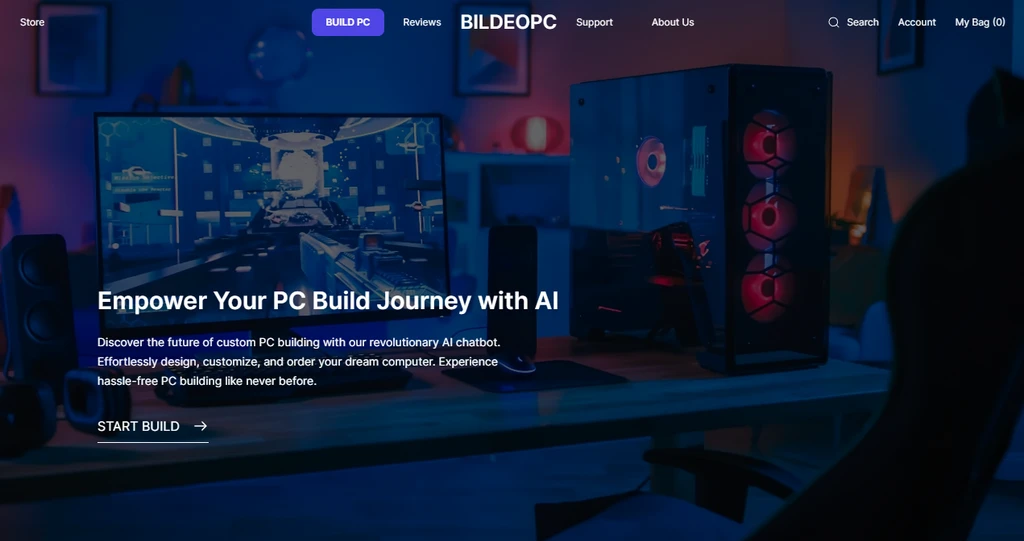 Store
BUILD PC
Reviews
BILDEOPC
Support
About Us
Search
Account
My Bag (0)
Empower Your PC Build Journey with AI
Discover the future of custom PC building with our revolutionary AI chatbot.
Effortlessly design, customize, and order your dream computer. Experience
hassle-free PC building like never before.
START BUILD